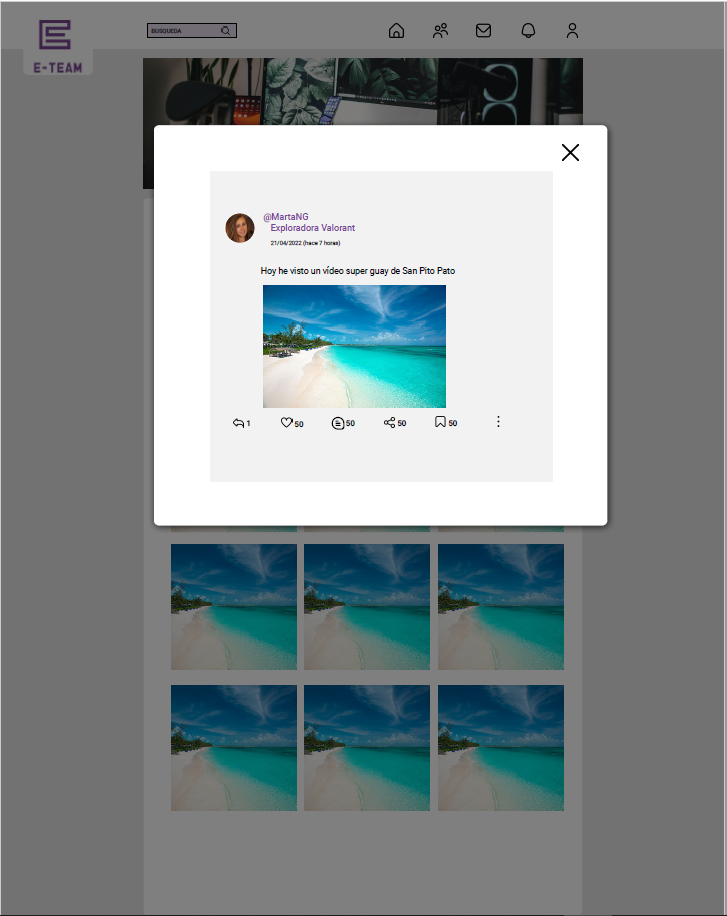 E-TEAM
BUSQUEDA
@MartaNG
Exploradora Valorant
21/04/2022 (hace 7 horas)
Hoy he visto un vídeo super guay de San Pito Pato
1 50 50 50 50